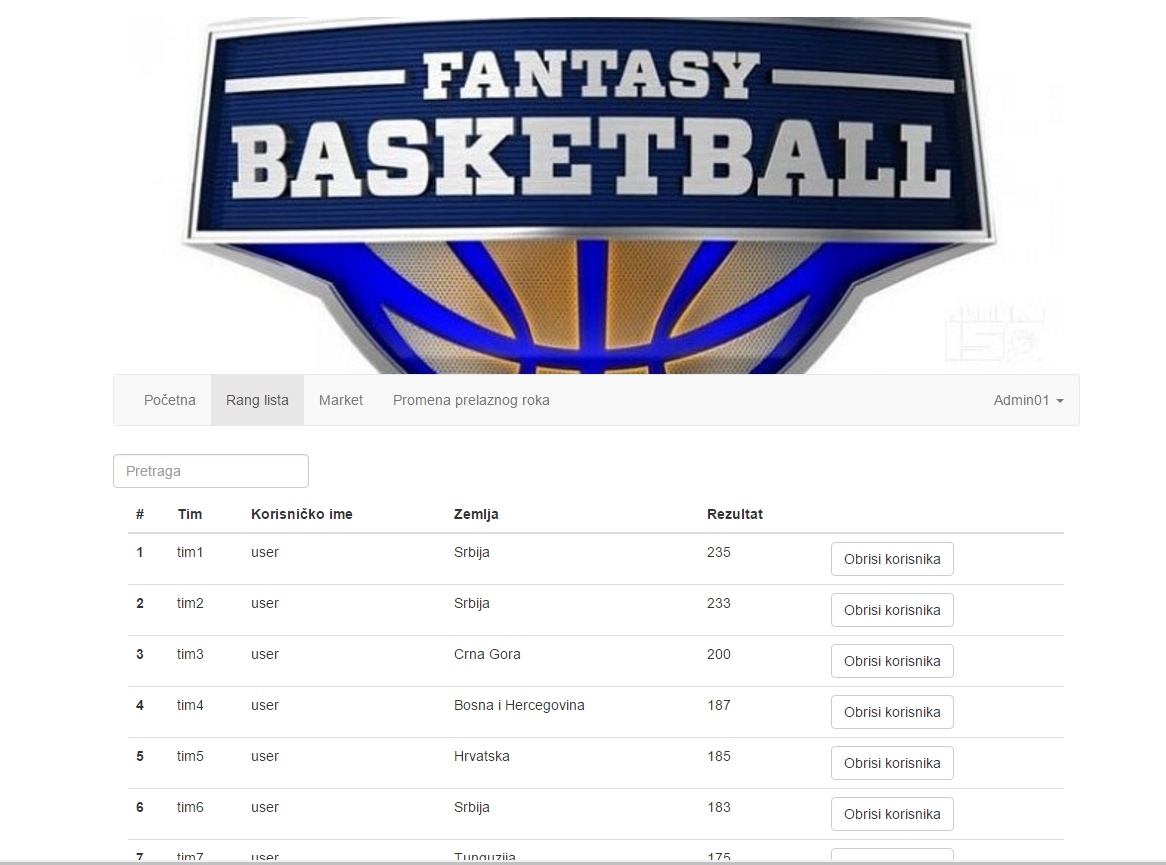 FANTASY
BASKETBALL
Početna Rang lista Market Promena prelaznog roka Admin01
Pretraga
# Tim Korisničko ime Zemlja Rezultat
1 tim1 user Srbija 235 Obrisi korisnika
2 tim2 user Srbija 233 Obrisi korisnika
3 tim3 user Crna Gora 200 Obrisi korisnika
4 tim4 user Bosna i Hercegovina 187 Obrisi korisnika
5 tim5 user Hrvatska 185 Obrisi korisnika
6 tim6 user Srbija 183 Obrisi korisnika
7 tim7 user Tunguzija 175